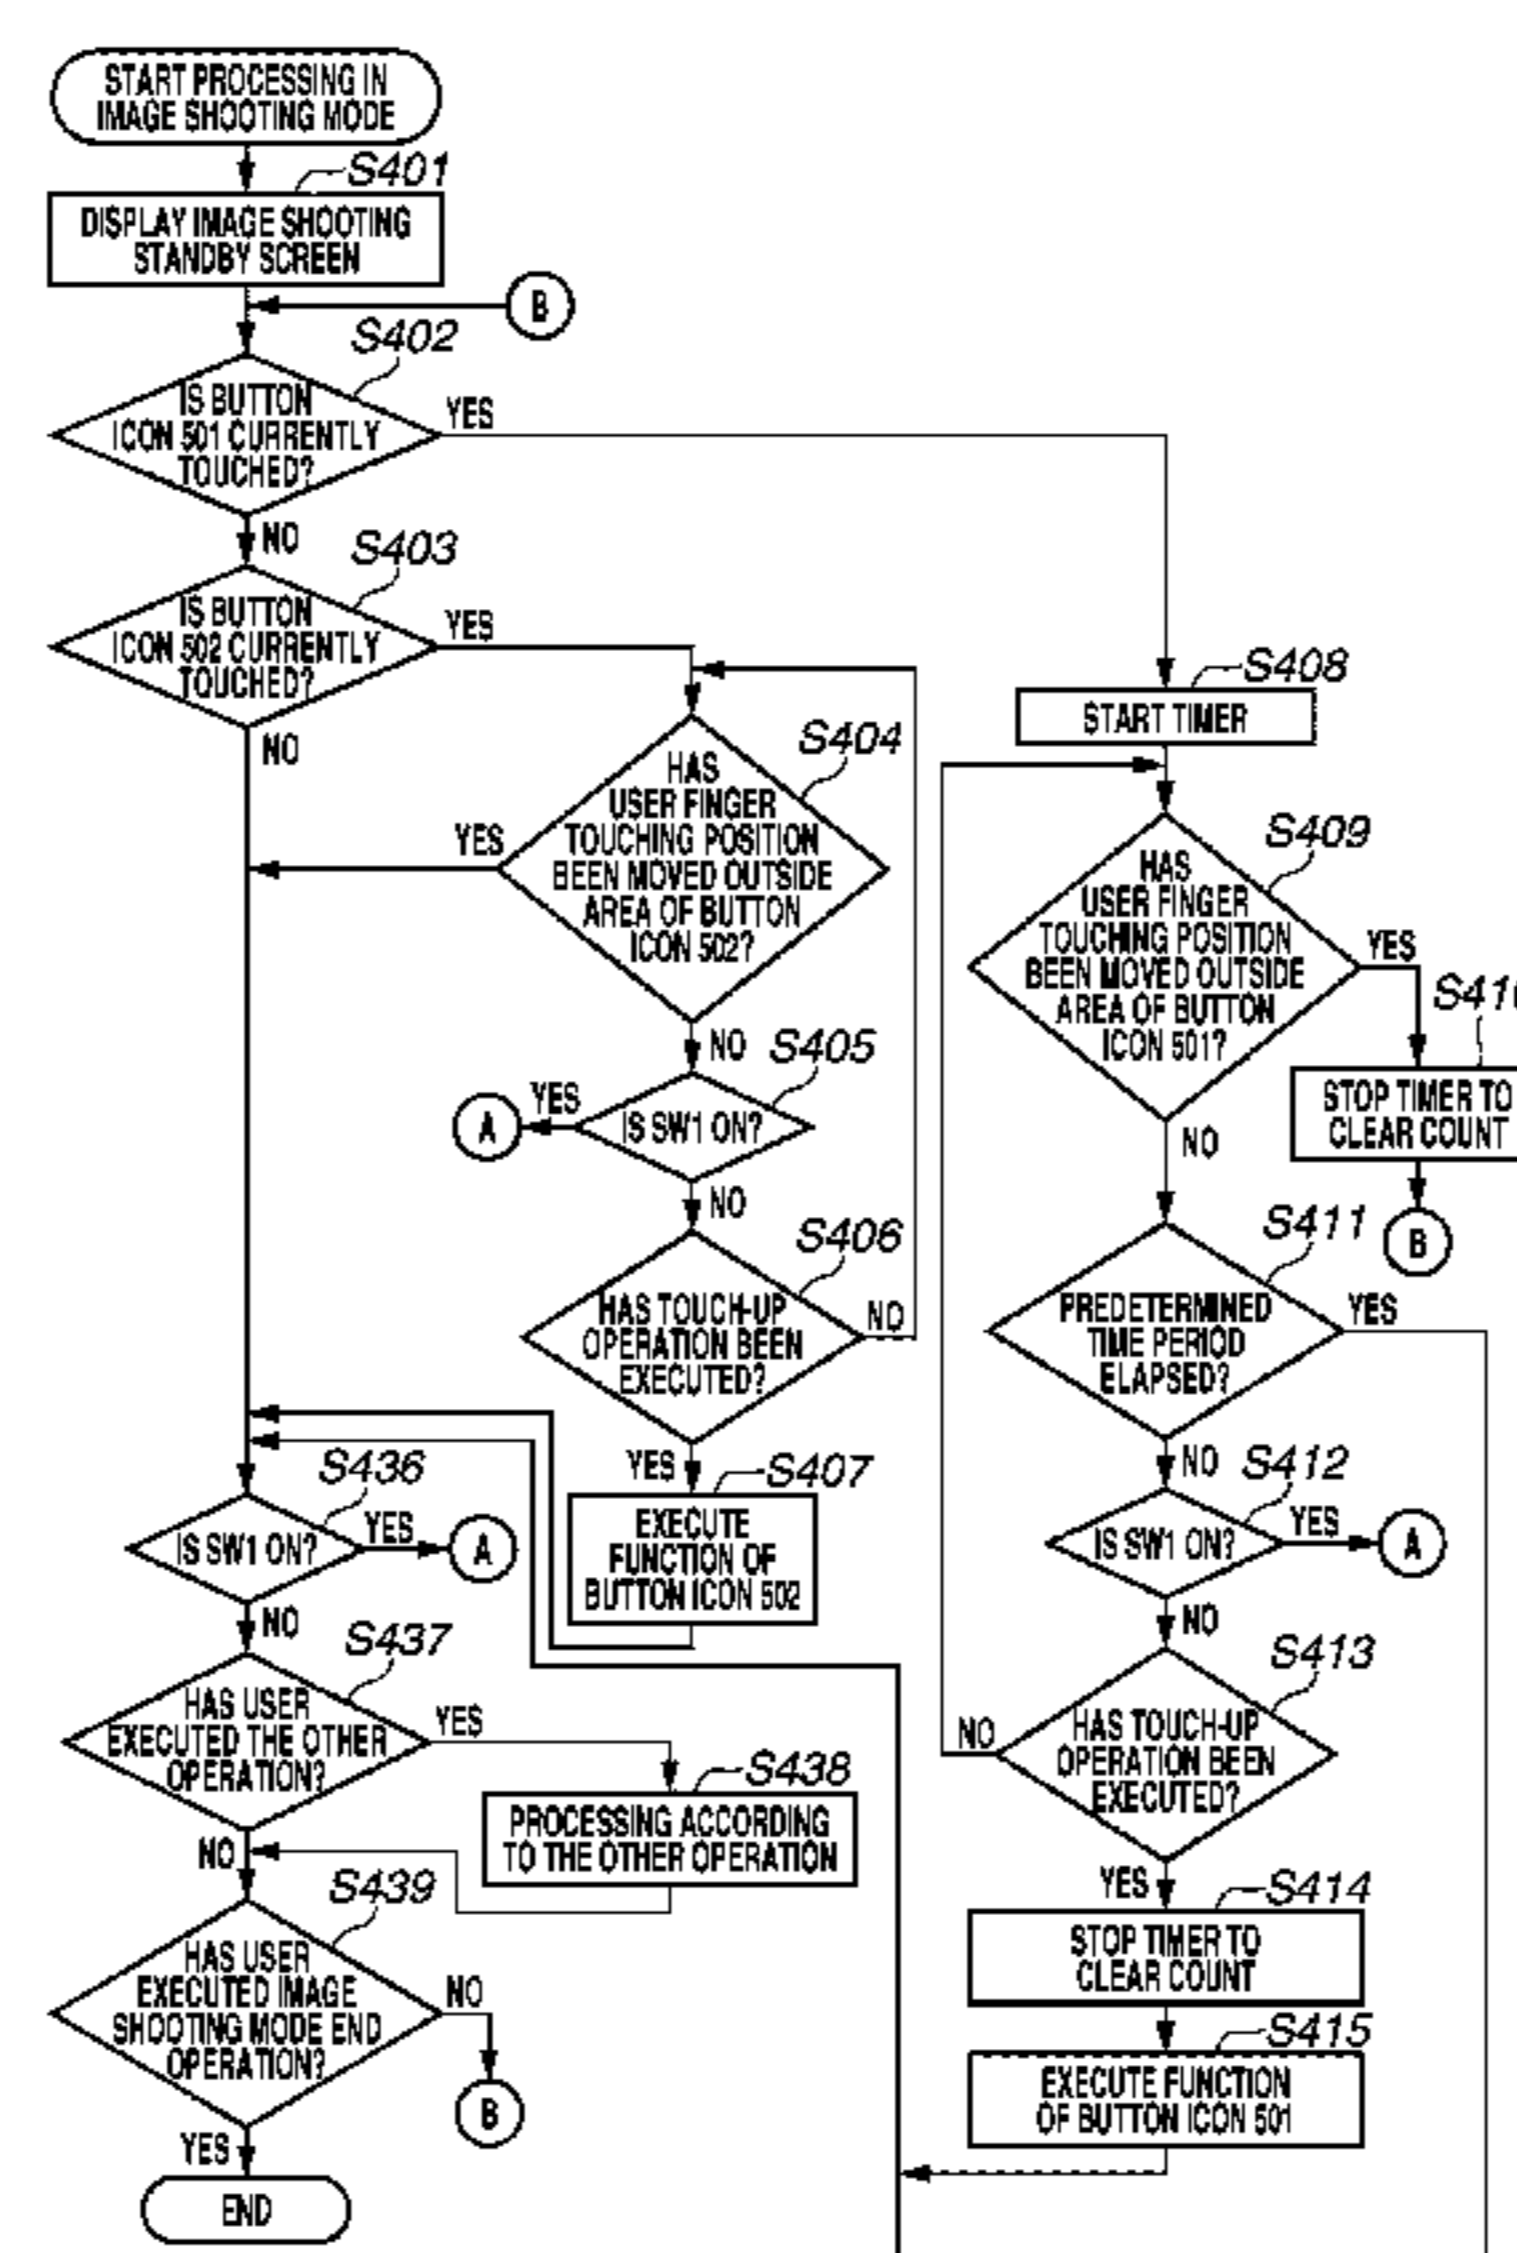 START PROCESSING IN
IMAGE SHOOTING MODE
S401
DISPLAY IMAGE SHOOTING
STANDBY SCREEN
B
S402
IS BUTTON
ICON 501 CURRENTLY
TOUCHED?
YES
NO
S403
IS BUTTON
ICON 502 CURRENTLY
TOUCHED?
YES
NO
S404
HAS
USER FINGER
TOUCHING POSITION
BEEN MOVED OUTSIDE
AREA OF BUTTON
ICON 502?
YES
NO
S405
IS SW1 ON?
YES
A
NO
S406
HAS TOUCH-UP
OPERATION BEEN
EXECUTED?
NO
YES
S407
EXECUTE
FUNCTION OF
BUTTON ICON 502
S408
START TIMER
S409
HAS
USER FINGER
TOUCHING POSITION
BEEN MOVED OUTSIDE
AREA OF BUTTON
ICON 501?
YES
NO
S410
STOP TIMER TO
CLEAR COUNT
B
S411
PREDETERMINED
TIME PERIOD
ELAPSED?
YES
NO
S412
IS SW1 ON?
YES
A
NO
S413
HAS TOUCH-UP
OPERATION BEEN
EXECUTED?
NO
YES
S414
STOP TIMER TO
CLEAR COUNT
S415
EXECUTE FUNCTION
OF BUTTON ICON 501
S436
IS SW1 ON?
YES
A
NO
S437
HAS USER
EXECUTED THE OTHER
OPERATION?
YES
NO
S438
PROCESSING ACCORDING
TO THE OTHER OPERATION
S439
HAS USER
EXECUTED IMAGE
SHOOTING MODE END
OPERATION?
NO
B
YES
END